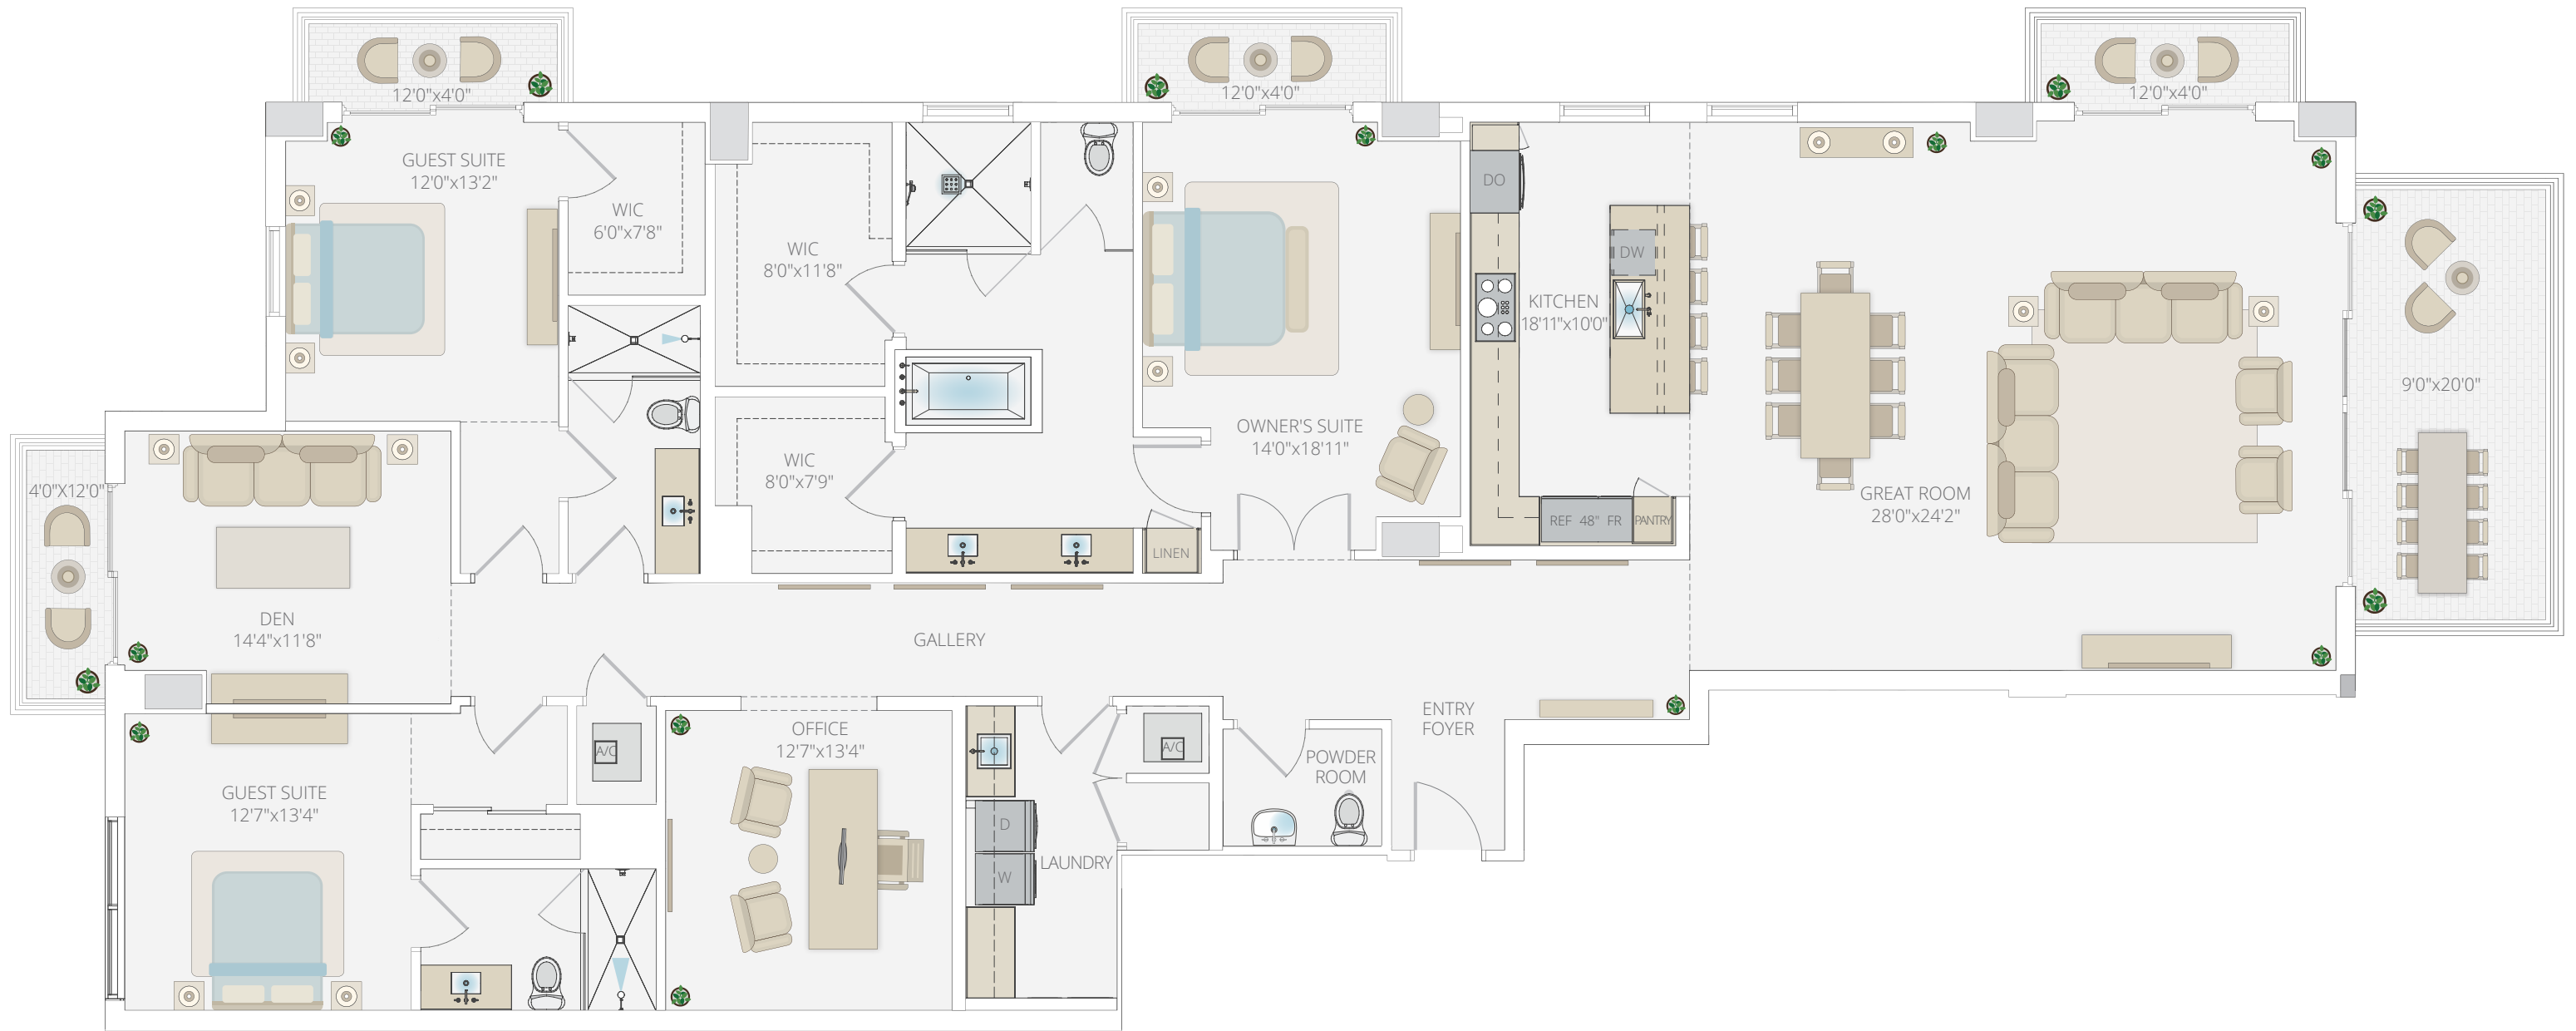 12'0"x4'0"
12'0"x4'0"
12'0"x4'0"
GUEST SUITE
12'0"x13'2"
WIC
6'0"x7'8"
WIC
8'0"x11'8"
DO
DW
KITCHEN
18'11"x10'0"
9'0"x20'0"
OWNER'S SUITE
14'0"x18'11"
WIC
8'0"x7'9"
4'0"X12'0"
GREAT ROOM
28'0"x24'2"
REF 48" FR
PANTRY
LINEN
DEN
14'4"x11'8"
GALLERY
ENTRY
FOYER
OFFICE
12'7"x13'4"
A/C
A/C
POWDER
ROOM
GUEST SUITE
12'7"x13'4"
D
LAUNDRY
W